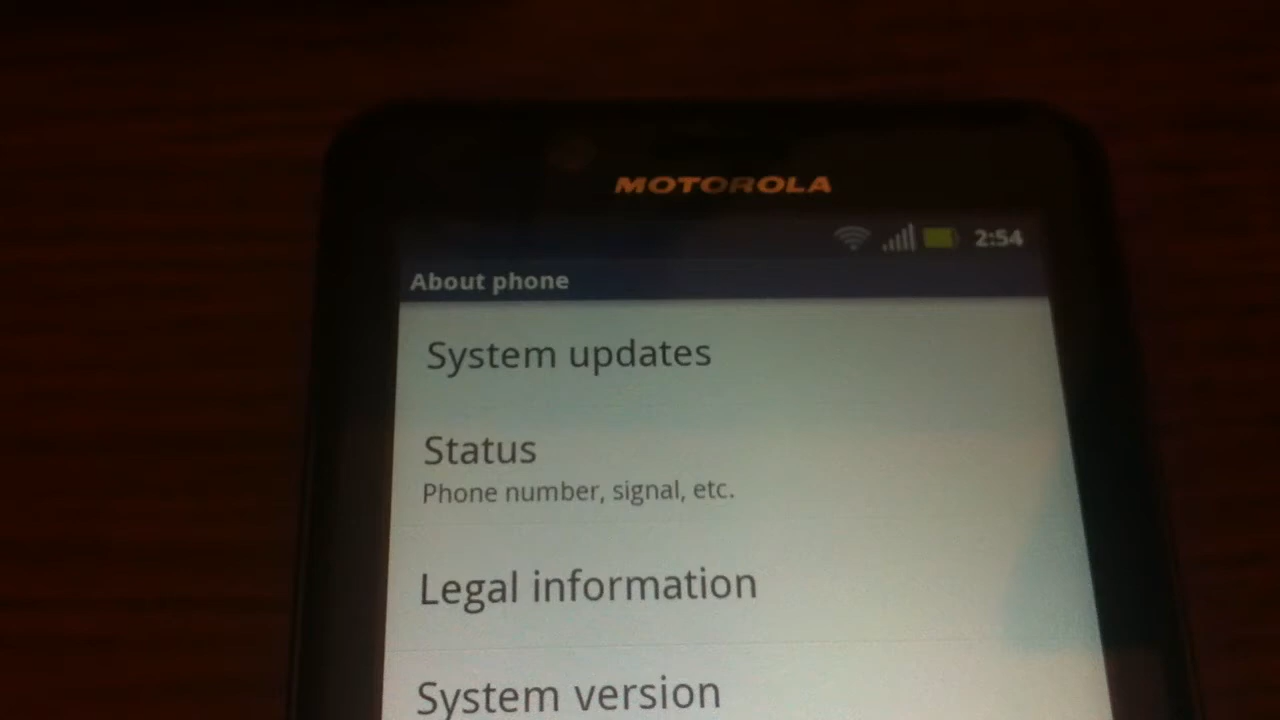 MOTOROLA
2:54
About phone
System updates
Status
Phone number, signal, etc.
Legal information
System version